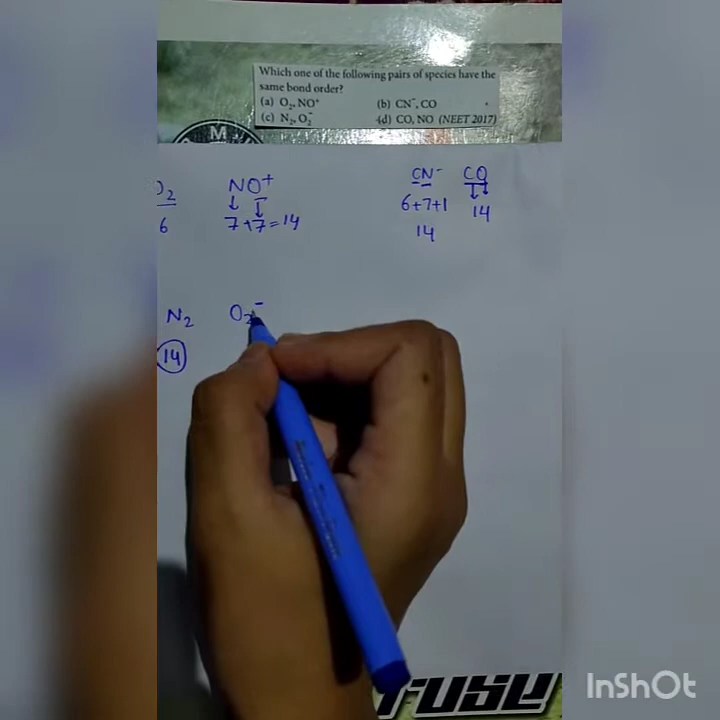 Which one of the following pairs of species have the
same bond order?
(a) O₂, NO⁺ (b) CN⁻, CO
(c) N₂, O₂⁻ (d) CO, NO (NEET 2017)
M
O₂ NO⁺ CN⁻ CO
6 7+7=14 6+7+1 14
14
N₂ O₂⁻
14
InShOt